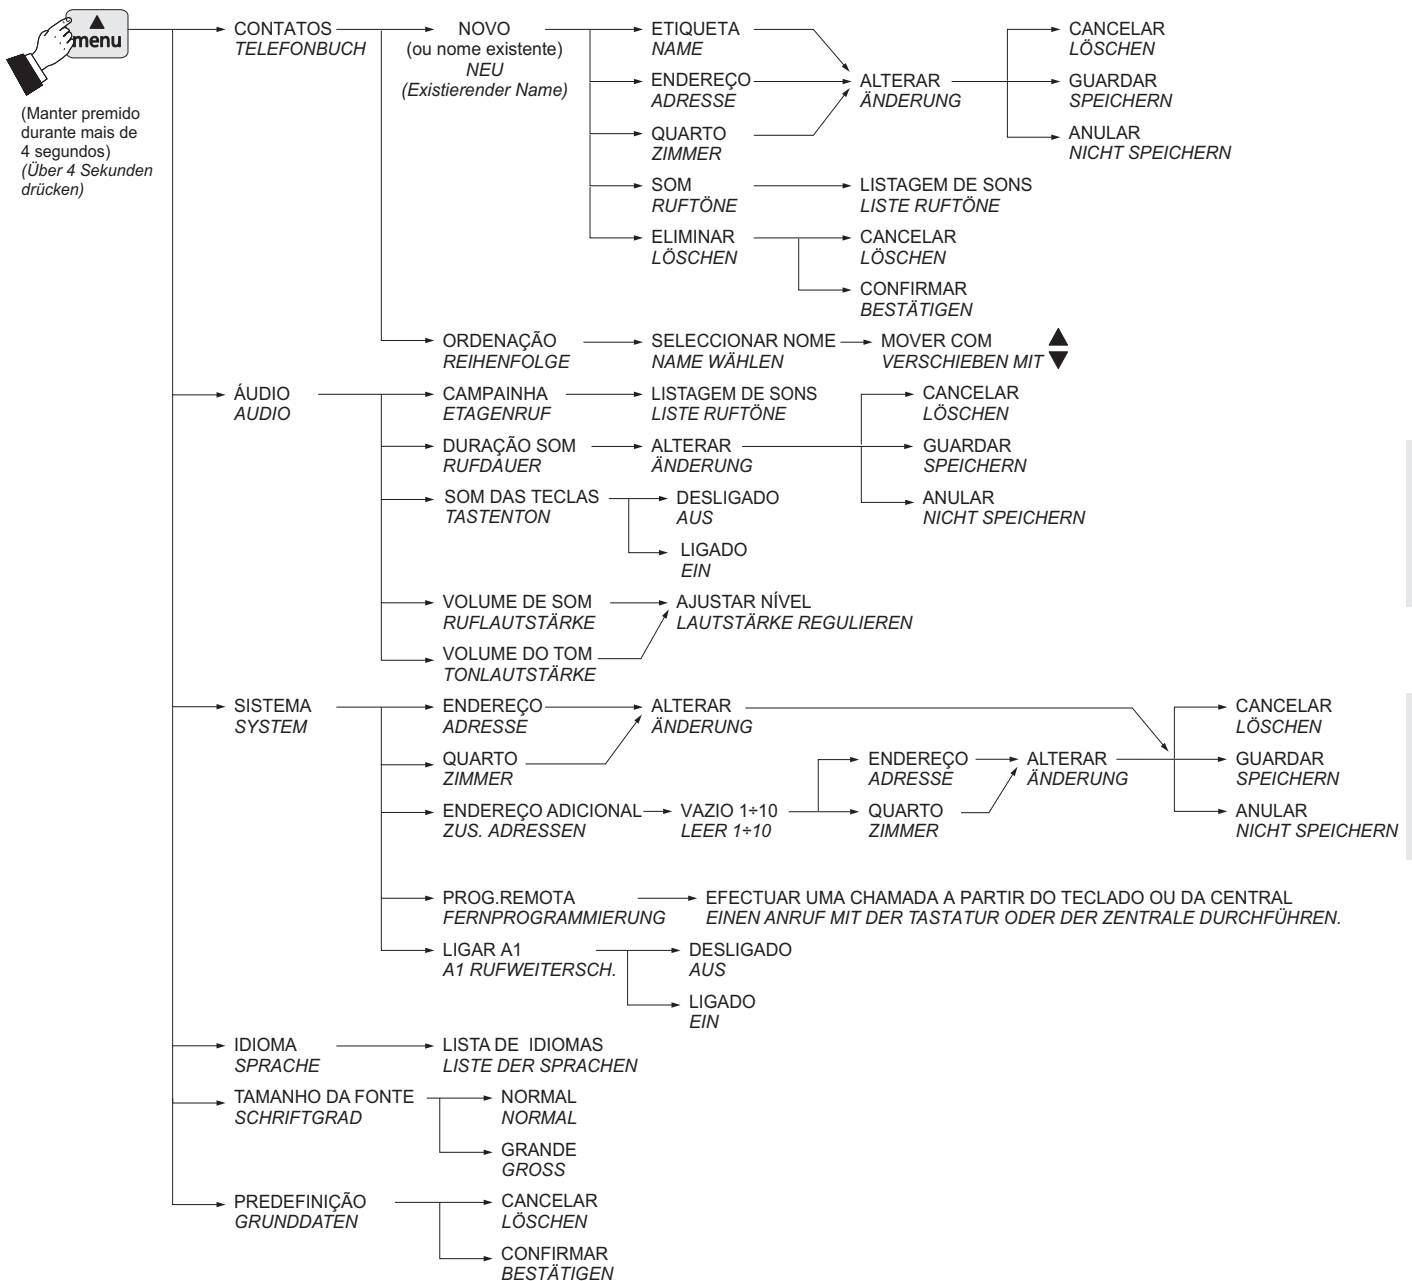 menu
(Manter premido
durante mais de
4 segundos)
(Über 4 Sekunden
drücken)
CONTATOS
TELEFONBUCH
NOVO
(ou nome existente)
NEU
(Existierender Name)
ETIQUETA
NAME
ENDEREÇO
ADRESSE
QUARTO
ZIMMER
ALTERAR
ÄNDERUNG
CANCELAR
LÖSCHEN
GUARDAR
SPEICHERN
ANULAR
NICHT SPEICHERN
SOM
RUFTÖNE
LISTAGEM DE SONS
LISTE RUFTÖNE
ELIMINAR
LÖSCHEN
CANCELAR
LÖSCHEN
CONFIRMAR
BESTÄTIGEN
ORDENAÇÃO
REIHENFOLGE
SELECCIONAR NOME
NAME WÄHLEN
MOVER COM
VERSCHIEBEN MIT
ÁUDIO
AUDIO
CAMPAINHA
ETAGENRUF
LISTAGEM DE SONS
LISTE RUFTÖNE
DURAÇÃO SOM
RUFDAUER
ALTERAR
ÄNDERUNG
CANCELAR
LÖSCHEN
GUARDAR
SPEICHERN
ANULAR
NICHT SPEICHERN
SOM DAS TECLAS
TASTENTON
DESLIGADO
AUS
LIGADO
EIN
VOLUME DE SOM
RUFLAUTSTÄRKE
AJUSTAR NÍVEL
LAUTSTÄRKE REGULIEREN
VOLUME DO TOM
TONLAUTSTÄRKE
SISTEMA
SYSTEM
ENDEREÇO
ADRESSE
ALTERAR
ÄNDERUNG
QUARTO
ZIMMER
ENDEREÇO ADICIONAL
ZUS. ADRESSEN
VAZIO 1÷10
LEER 1÷10
ENDEREÇO
ADRESSE
QUARTO
ZIMMER
ALTERAR
ÄNDERUNG
CANCELAR
LÖSCHEN
GUARDAR
SPEICHERN
ANULAR
NICHT SPEICHERN
PROG.REMOTA
FERNPROGRAMMIERUNG
EFECTUAR UMA CHAMADA A PARTIR DO TECLADO OU DA CENTRAL
EINEN ANRUF MIT DER TASTATUR ODER DER ZENTRALE DURCHFÜHREN.
LIGAR A1
A1 RUFWEITERSCH.
DESLIGADO
AUS
LIGADO
EIN
IDIOMA
SPRACHE
LISTA DE IDIOMAS
LISTE DER SPRACHEN
TAMANHO DA FONTE
SCHRIFTGRAD
NORMAL
NORMAL
GRANDE
GROSS
PREDEFINIÇÃO
GRUNDDATEN
CANCELAR
LÖSCHEN
CONFIRMAR
BESTÄTIGEN